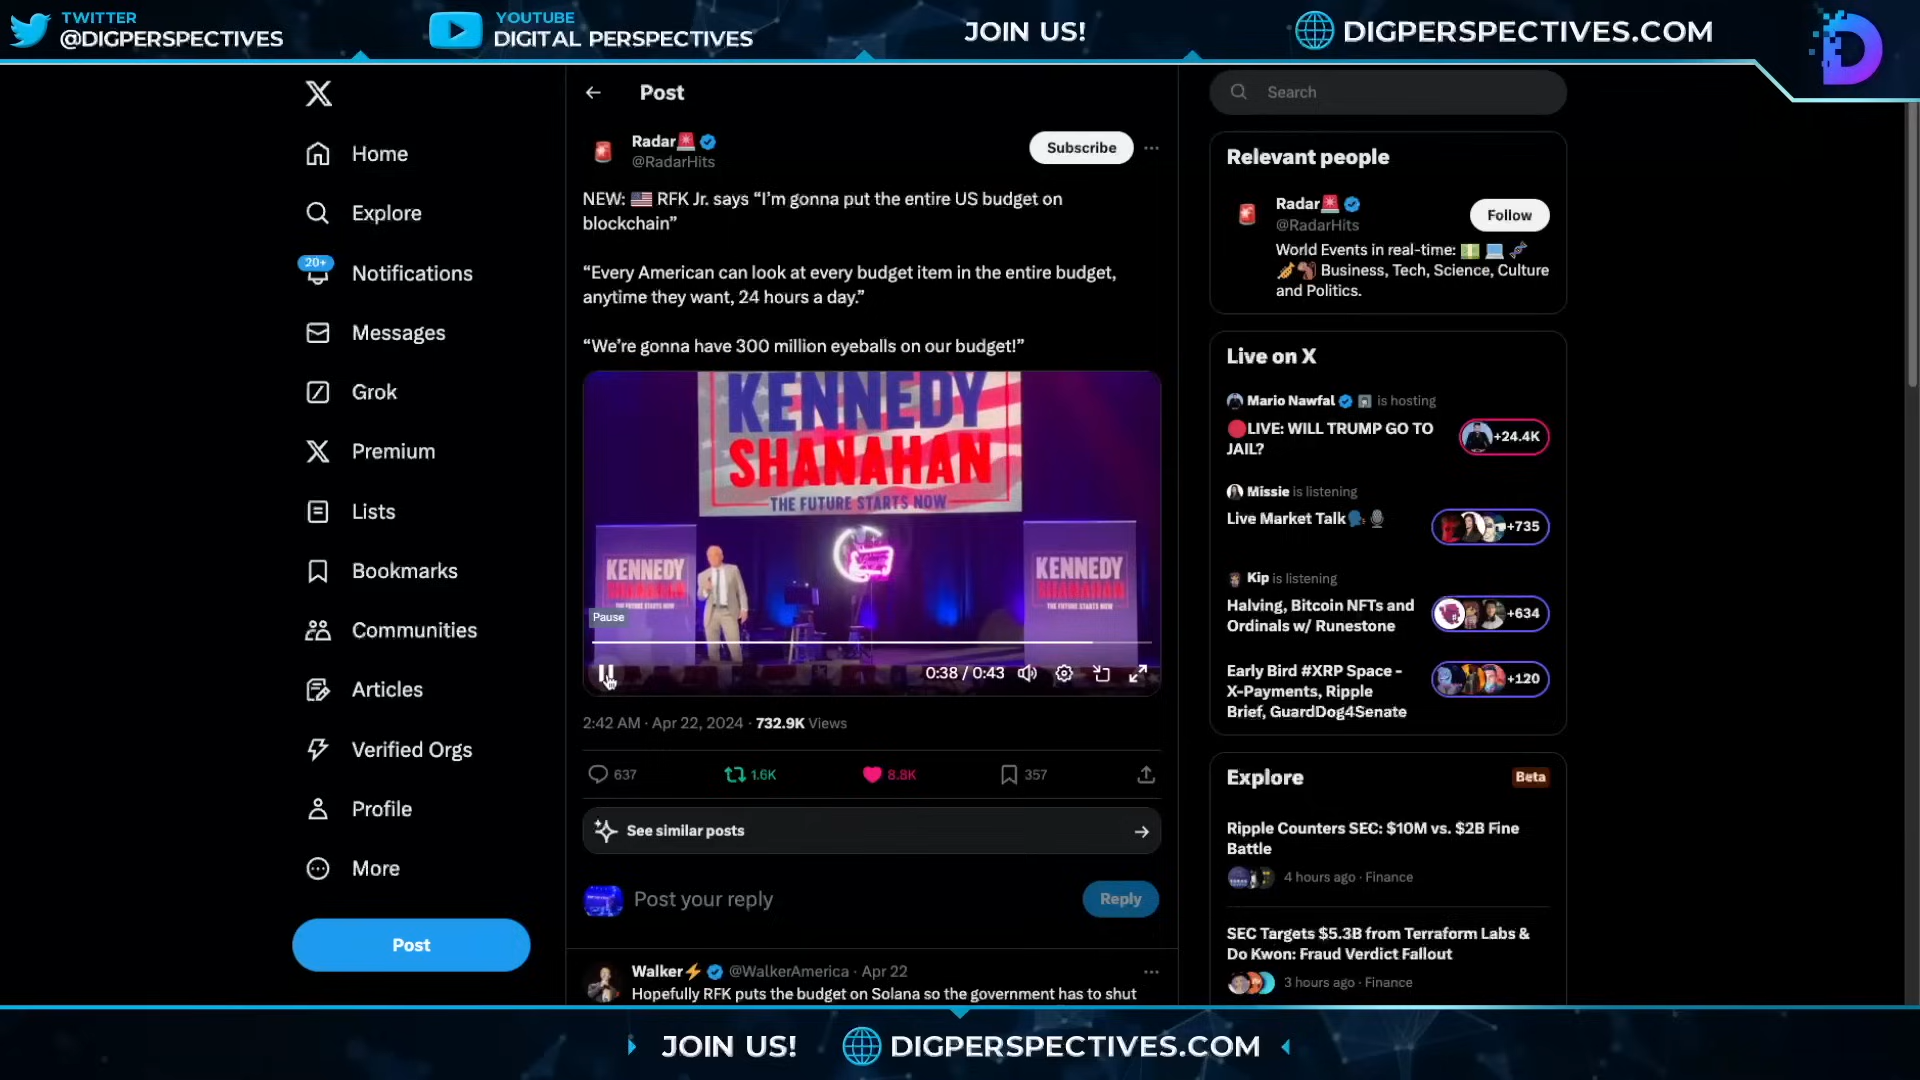 TWITTER
@DIGPERSPECTIVES
YOUTUBE
DIGITAL PERSPECTIVES
JOIN US!
DIGPERSPECTIVES.COM
Home
Explore
20+
Notifications
Messages
Grok
Premium
Lists
Bookmarks
Communities
Articles
Verified Orgs
Profile
More
Post
Post
Radar
@RadarHits
Subscribe
NEW: RFK Jr. says “I’m gonna put the entire US budget on
blockchain”
“Every American can look at every budget item in the entire budget,
anytime they want, 24 hours a day.”
“We’re gonna have 300 million eyeballs on our budget!”
KENNEDY
SHANAHAN
THE FUTURE STARTS NOW
KENNEDY
SHANAHAN
THE FUTURE STARTS NOW
KENNEDY
SHANAHAN
THE FUTURE STARTS NOW
Pause
0:38 / 0:43
2:42 AM · Apr 22, 2024 · 732.9K Views
637
1.6K
8.8K
357
See similar posts
Post your reply
Reply
Walker @WalkerAmerica · Apr 22
Hopefully RFK puts the budget on Solana so the government has to shut
Search
Relevant people
Radar
@RadarHits
Follow
World Events in real-time:
Business, Tech, Science, Culture
and Politics.
Live on X
Mario Nawfal is hosting
LIVE: WILL TRUMP GO TO
JAIL?
+24.4K
Missie is listening
Live Market Talk
+735
Kip is listening
Halving, Bitcoin NFTs and
Ordinals w/ Runestone
+634
Early Bird #XRP Space -
X-Payments, Ripple
Brief, GuardDog4Senate
+120
Explore
Beta
Ripple Counters SEC: $10M vs. $2B Fine
Battle
4 hours ago · Finance
SEC Targets $5.3B from Terraform Labs &
Do Kwon: Fraud Verdict Fallout
3 hours ago · Finance
JOIN US!
DIGPERSPECTIVES.COM